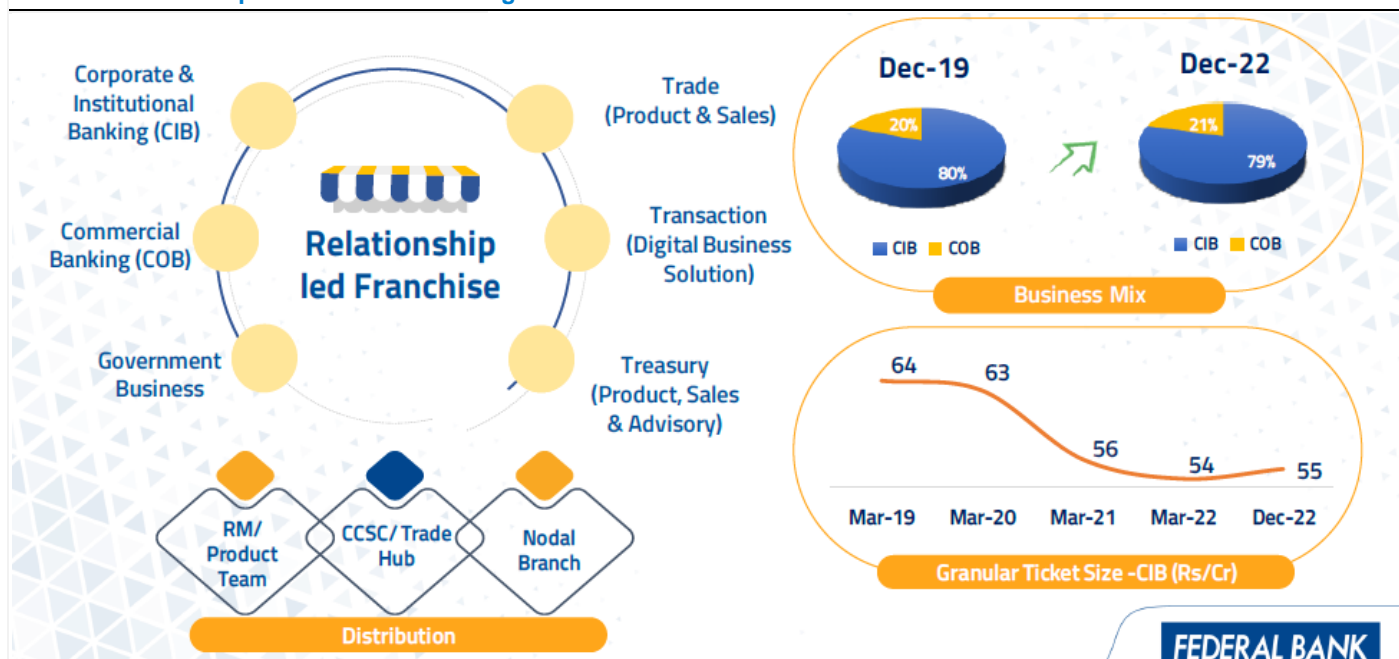 Corporate &
Institutional
Banking (CIB)
Commercial
Banking (COB)
Government
Business
Relationship
led Franchise
Trade
(Product & Sales)
Transaction
(Digital Business
Solution)
Treasury
(Product, Sales
& Advisory)
RM/
Product
Team
CCSC/ Trade
Hub
Nodal
Branch
Distribution
Dec-19
20%
80%
CIB COB
Dec-22
21%
79%
CIB COB
Business Mix
64
63
56
54
55
Mar-19 Mar-20 Mar-21 Mar-22 Dec-22
Granular Ticket Size -CIB (Rs/Cr)
FEDERAL BANK